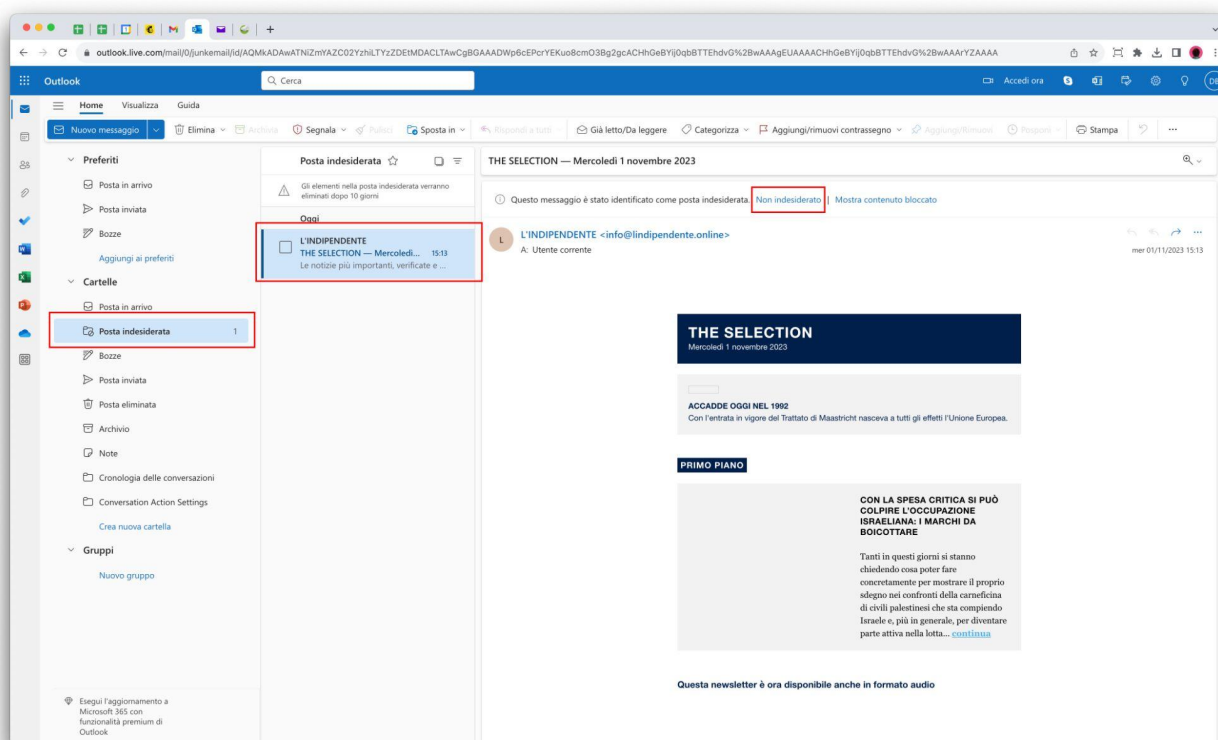 outlook.live.com/mail/0/junkemail/id/AQMkADAwATNiZmYAZC02YzhiLTYzZDEtMDACLTAwCgBGAAADWp6cEPcrYEKuo8cmO3Bg2gcACHhGeBYIj0qbBTTEhdvG%2BwAAAgEUAAAACHhGeBYIj0qbBTTEhdvG%2BwAAArYZAAAA
Outlook
Cerca
Accedi ora
Home Visualizza Guida
Nuovo messaggio Elimina Archivia Segnala Pulisci Sposta in Rispondi a tutti Già letto/Da leggere Categorizza Aggiungi/rimuovi contrassegno Aggiungi/Rimuovi Posponi Stampa
Preferiti
Posta in arrivo
Posta inviata
Bozze
Aggiungi ai preferiti
Cartelle
Posta in arrivo
Posta indesiderata 1
Bozze
Posta inviata
Posta eliminata
Archivio
Note
Cronologia delle conversazioni
Conversation Action Settings
Crea nuova cartella
Gruppi
Nuovo gruppo
Esegui l'aggiornamento a
Microsoft 365 con
funzionalità premium di
Outlook
Posta indesiderata
Gli elementi nella posta indesiderata verranno
eliminati dopo 10 giorni
Oggi
L'INDIPENDENTE
THE SELECTION — Mercoledì... 15:13
Le notizie più importanti, verificate e ...
THE SELECTION — Mercoledì 1 novembre 2023
Questo messaggio è stato identificato come posta indesiderata. Non indesiderato | Mostra contenuto bloccato
L
L'INDIPENDENTE <info@lindipendente.online>
A: Utente corrente
mer 01/11/2023 15:13
THE SELECTION
Mercoledì 1 novembre 2023
ACCADDE OGGI NEL 1992
Con l'entrata in vigore del Trattato di Maastricht nasceva a tutti gli effetti l'Unione Europea.
PRIMO PIANO
CON LA SPESA CRITICA SI PUÒ
COLPIRE L'OCCUPAZIONE
ISRAELIANA: I MARCHI DA
BOICOTTARE
Tanti in questi giorni si stanno
chiedendo cosa poter fare
concretamente per mostrare il proprio
sdegno nei confronti della carneficina
di civili palestinesi che sta compiendo
Israele e, più in generale, per diventare
parte attiva nella lotta... continua
Questa newsletter è ora disponibile anche in formato audio